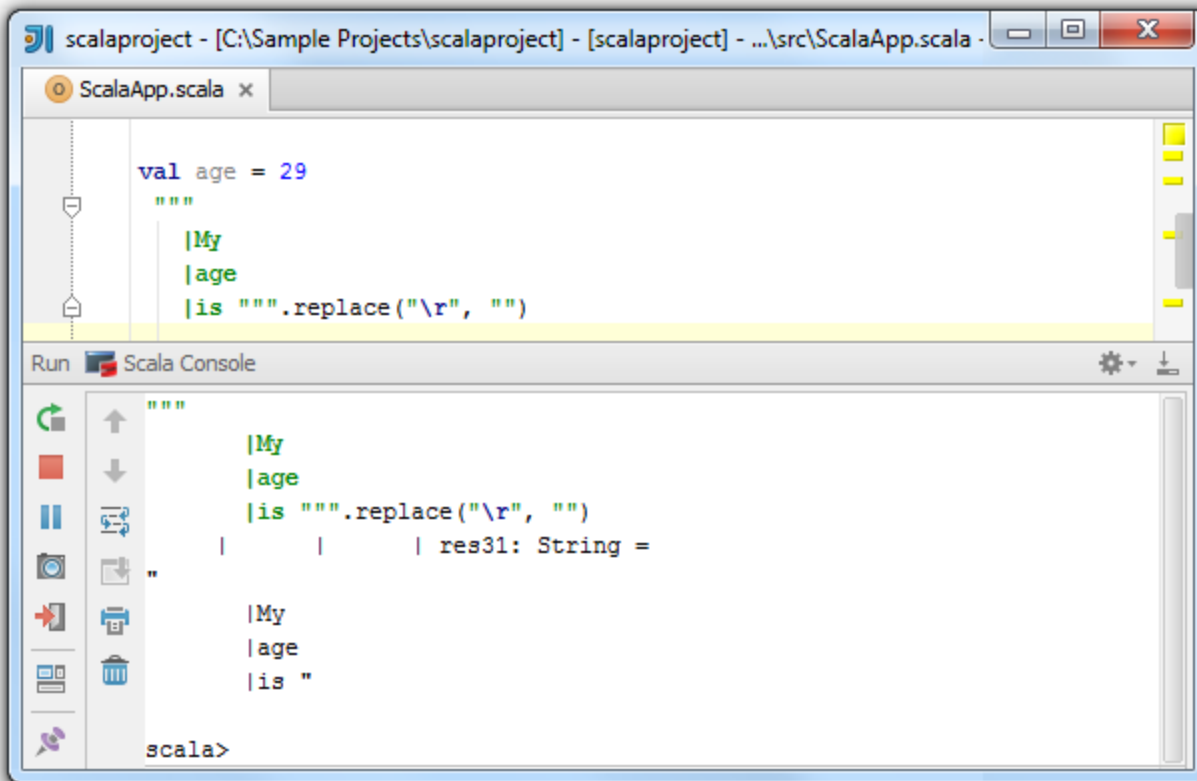 scalaproject - [C:\Sample Projects\scalaproject] - [scalaproject] - ...\src\ScalaApp.scala -
ScalaApp.scala
val age = 29
"""
|My
|age
|is """.replace("\r", "")
Run Scala Console
"""
|My
|age
|is """.replace("\r", "")
| | | res31: String =
"
|My
|age
|is "
scala>